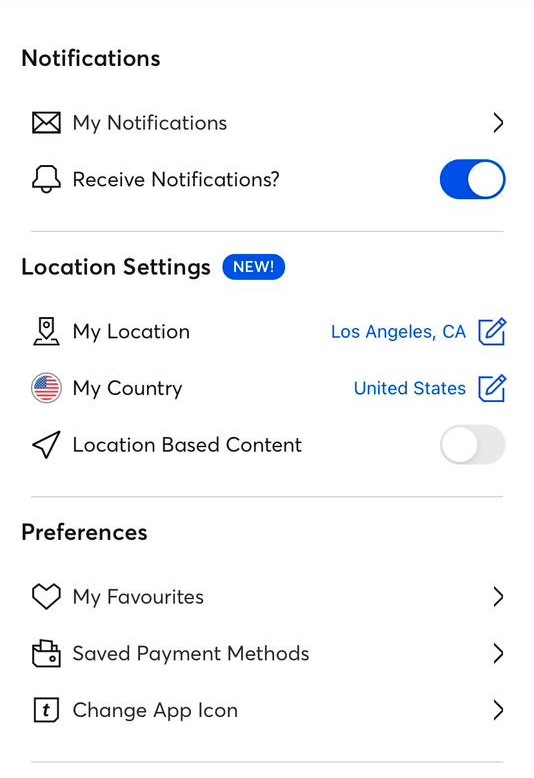 Notifications
My Notifications
Receive Notifications?
Location Settings NEW!
My Location Los Angeles, CA
My Country United States
Location Based Content
Preferences
My Favourites
Saved Payment Methods
t Change App Icon